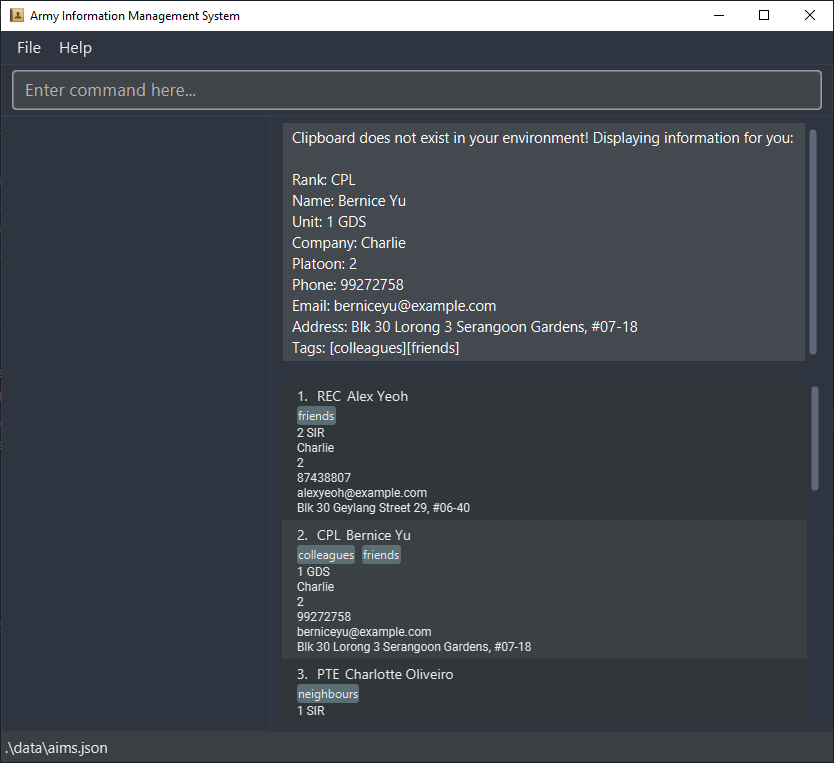 Army Information Management System
File Help
Enter command here...
Clipboard does not exist in your environment! Displaying information for you:
Rank: CPL
Name: Bernice Yu
Unit: 1 GDS
Company: Charlie
Platoon: 2
Phone: 99272758
Email: berniceyu@example.com
Address: Blk 30 Lorong 3 Serangoon Gardens, #07-18
Tags: [colleagues][friends]
1. REC Alex Yeoh
friends
2 SIR
Charlie
2
87438807
alexyeoh@example.com
Blk 30 Geylang Street 29, #06-40
2. CPL Bernice Yu
colleagues friends
1 GDS
Charlie
2
99272758
berniceyu@example.com
Blk 30 Lorong 3 Serangoon Gardens, #07-18
3. PTE Charlotte Oliveiro
neighbours
1 SIR
.\data\aims.json